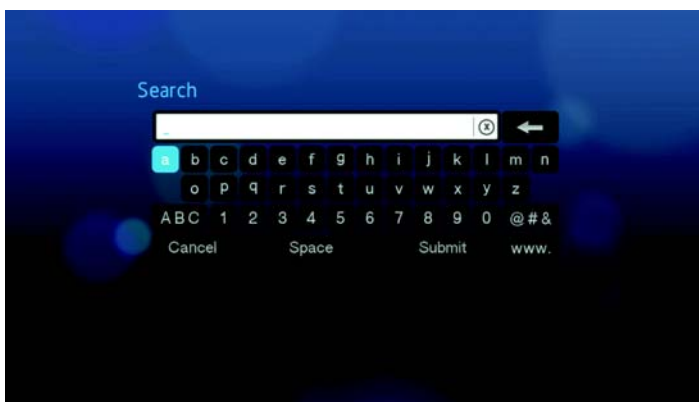 Search
_
a b c d e f g h i j k l m n
o p q r s t u v w x y z
ABC 1 2 3 4 5 6 7 8 9 0 @#&
Cancel Space Submit www.